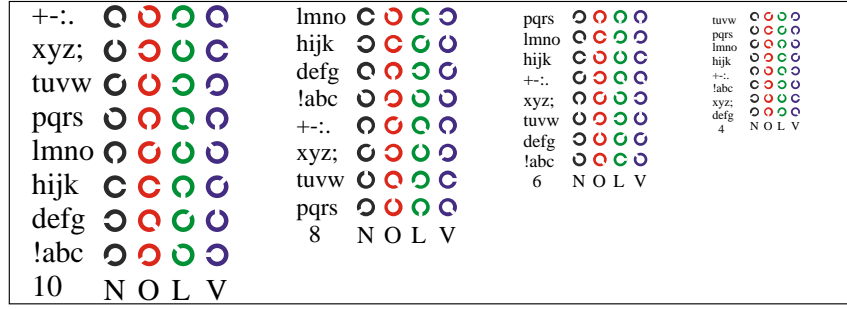 +-:.
xyz;
tuvw
pqrs
lmno
hijk
defg
!abc
10 N O L V
lmno
hijk
defg
!abc
+-:.
xyz;
tuvw
pqrs
8 N O L V
pqrs
lmno
hijk
+-:.
xyz;
tuvw
defg
!abc
6 N O L V
tuvw
pqrs
lmno
hijk
+-:.
!abc
xyz;
defg
4 N O L V